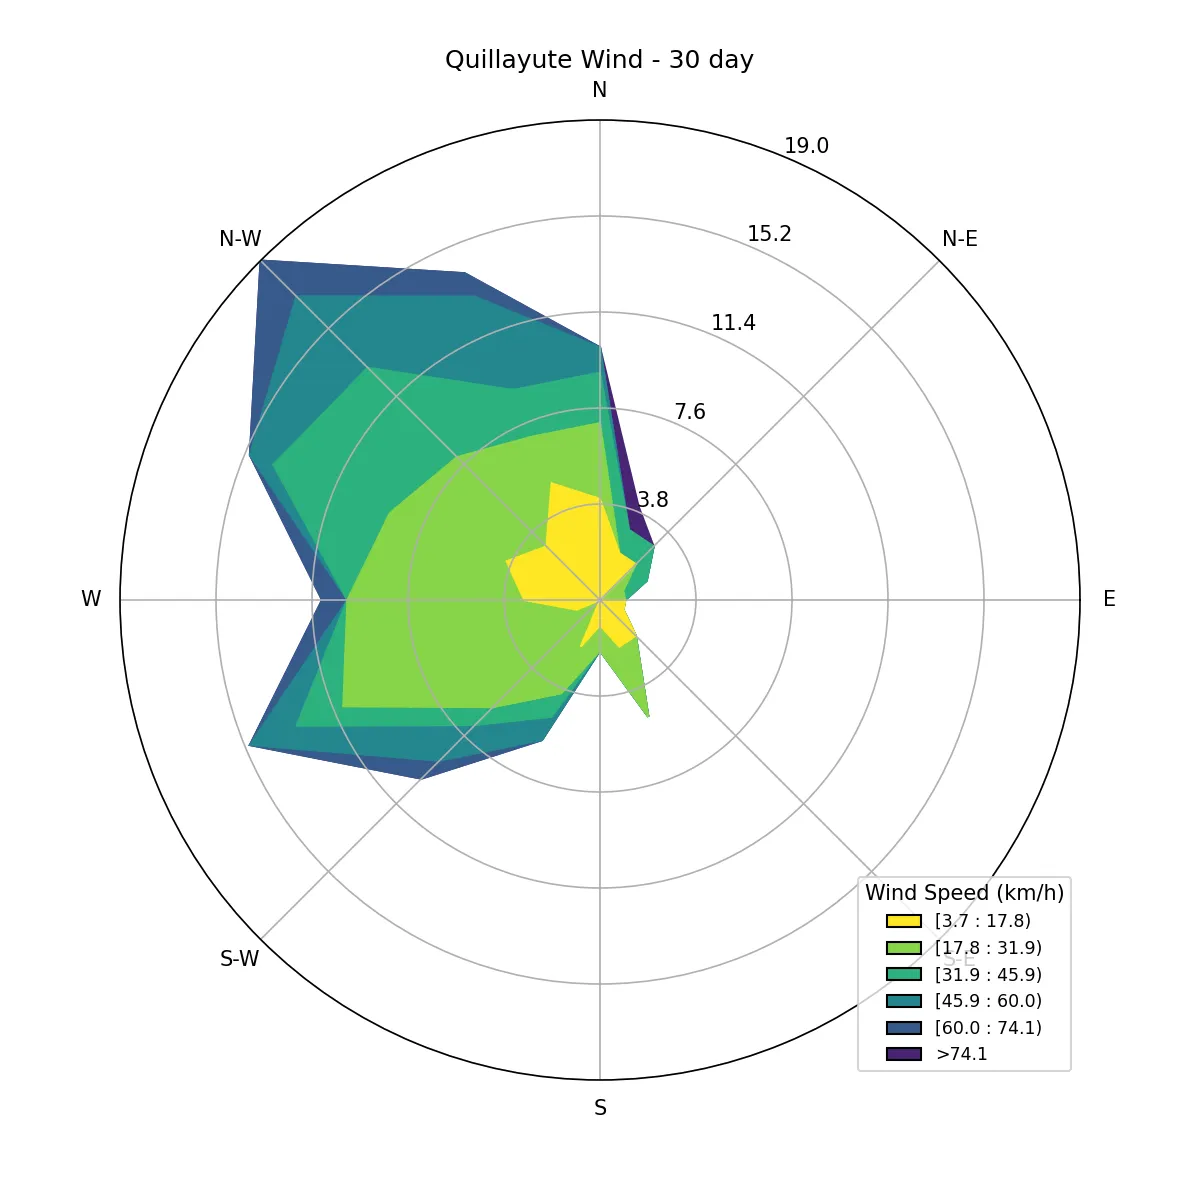 Quillayute Wind - 30 day
N
19.0
15.2
N-W
N-E
11.4
7.6
3.8
W
E
Wind Speed (km/h)
[3.7 : 17.8)
[17.8 : 31.9)
S-W
S-E
[31.9 : 45.9)
[45.9 : 60.0)
[60.0 : 74.1)
>74.1
S